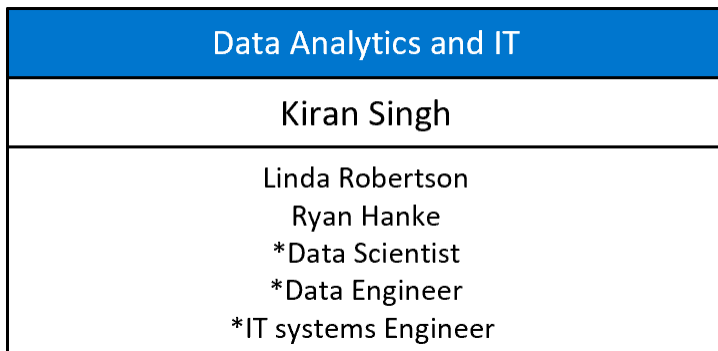 Data Analytics and IT
Kiran Singh
Linda Robertson
Ryan Hanke
*Data Scientist
*Data Engineer
*IT systems Engineer